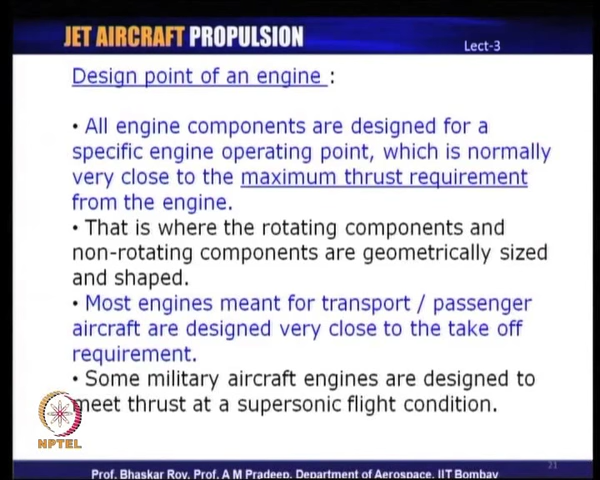 JET AIRCRAFT PROPULSION
Lect-3
Design point of an engine :
• All engine components are designed for a
specific engine operating point, which is normally
very close to the maximum thrust requirement
from the engine.
• That is where the rotating components and
non-rotating components are geometrically sized
and shaped.
• Most engines meant for transport / passenger
aircraft are designed very close to the take off
requirement.
• Some military aircraft engines are designed to
meet thrust at a supersonic flight condition.
NPTEL
21
Prof. Bhaskar Roy, Prof. A M Pradeep, Department of Aerospace, IIT Bombay